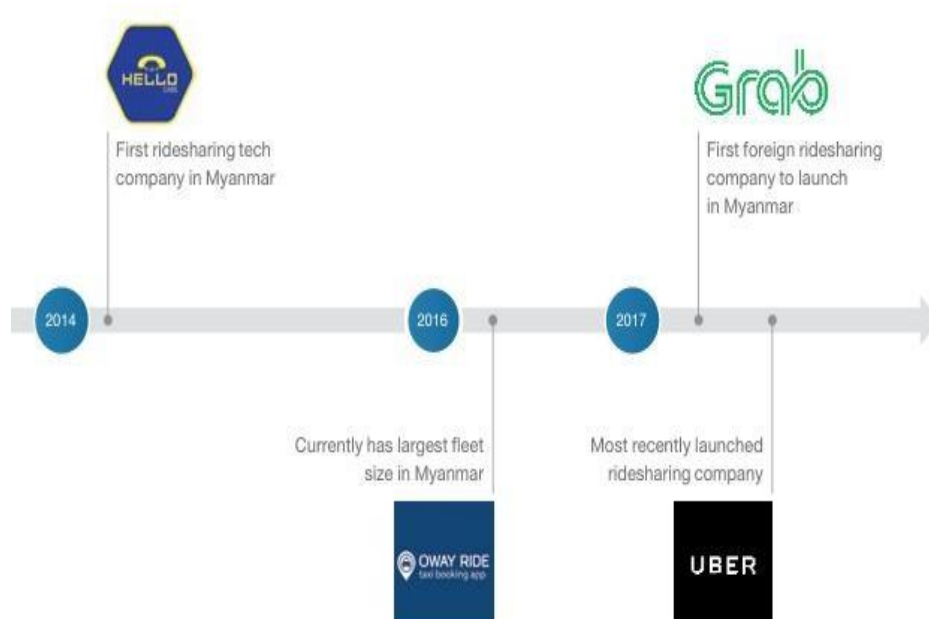 HELLO
CABS
First ridesharing tech
company in Myanmar
Grab
First foreign ridesharing
company to launch
in Myanmar
2014
2016
2017
Currently has largest fleet
size in Myanmar
OWAY RIDE
taxi booking app
Most recently launched
ridesharing company
UBER